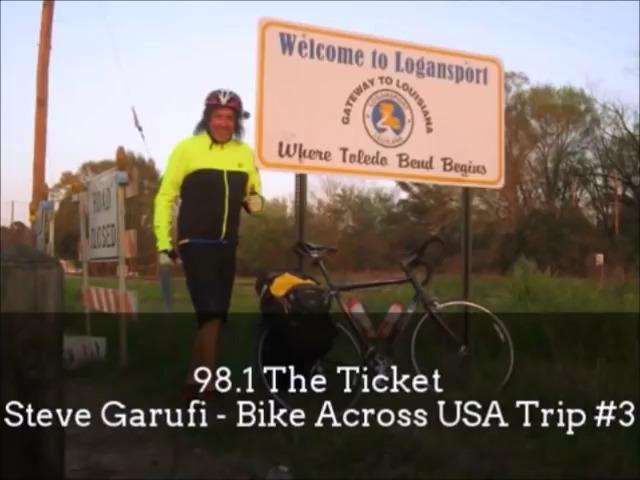 Welcome to Logansport
GATEWAY TO LOUISIANA
LOGANSPORT
Where Toledo Bend Begins
ROAD
CLOSED
98.1 The Ticket
Steve Garufi - Bike Across USA Trip #3